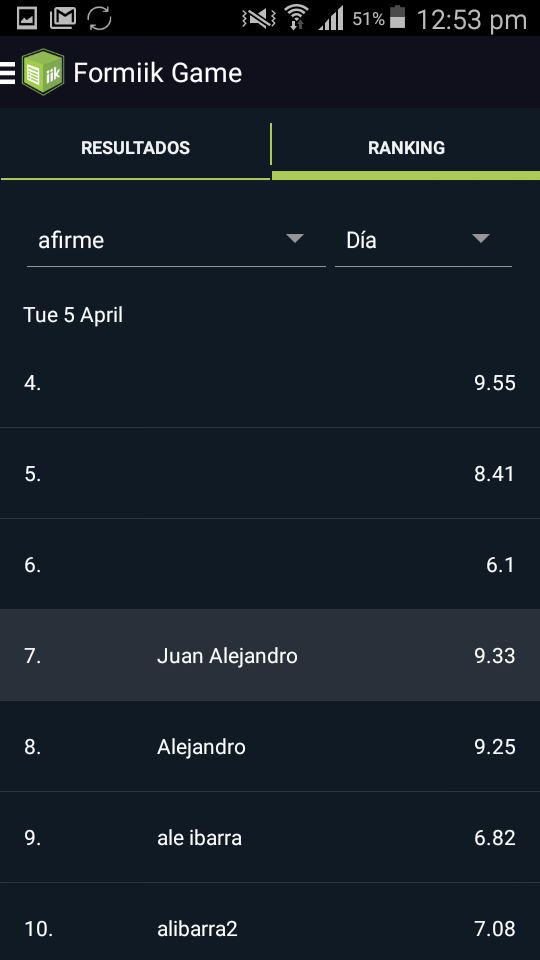 51% 12:53 pm
iik Formiik Game
RESULTADOS RANKING
afirme Día
Tue 5 April
4. 9.55
5. 8.41
6. 6.1
7. Juan Alejandro 9.33
8. Alejandro 9.25
9. ale ibarra 6.82
10. alibarra2 7.08